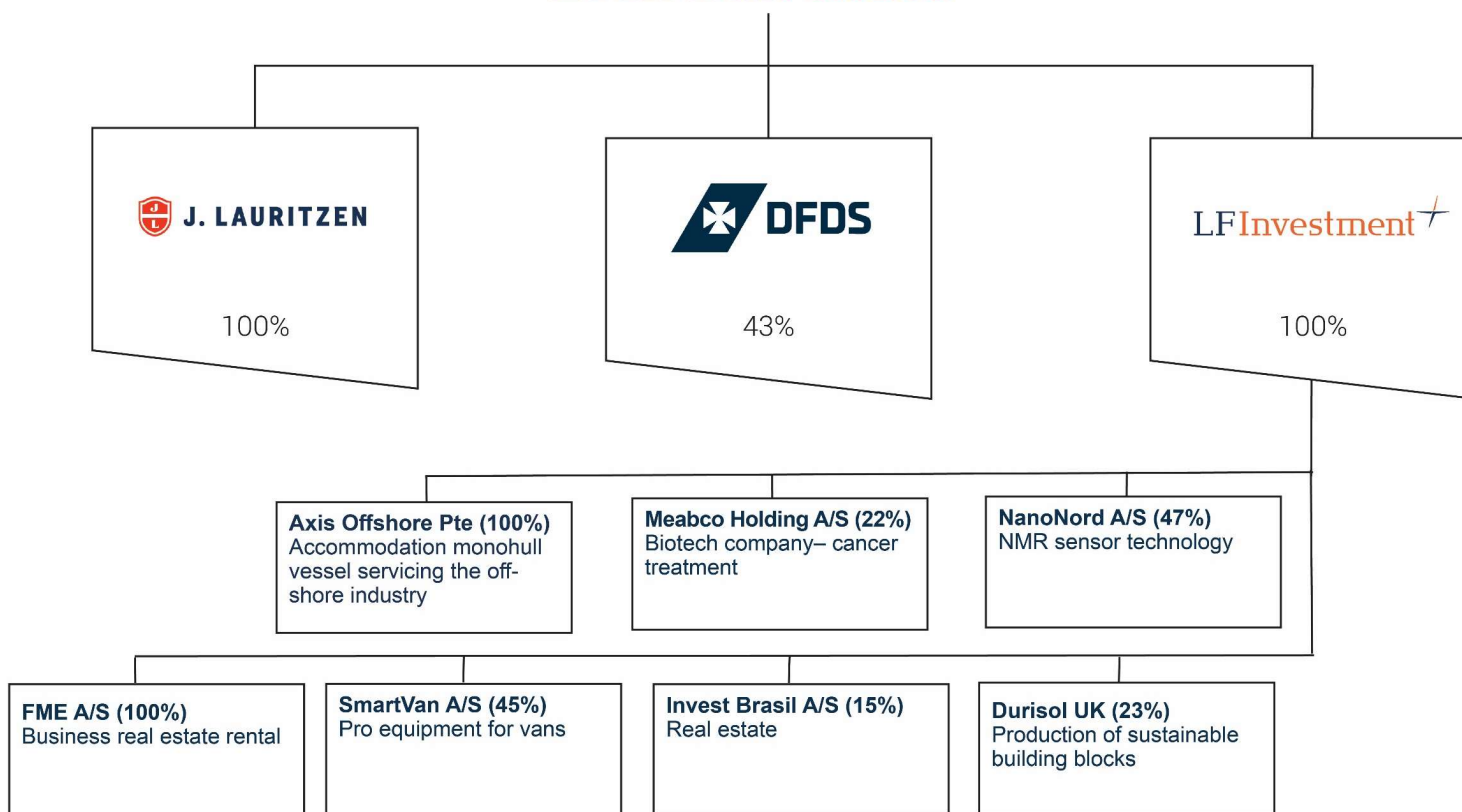 J
L
J. LAURITZEN
100%
DFDS
43%
LFInvestment
100%
Axis Offshore Pte (100%)
Accommodation monohull
vessel servicing the off-
shore industry
Meabco Holding A/S (22%)
Biotech company– cancer
treatment
NanoNord A/S (47%)
NMR sensor technology
FME A/S (100%)
Business real estate rental
SmartVan A/S (45%)
Pro equipment for vans
Invest Brasil A/S (15%)
Real estate
Durisol UK (23%)
Production of sustainable
building blocks